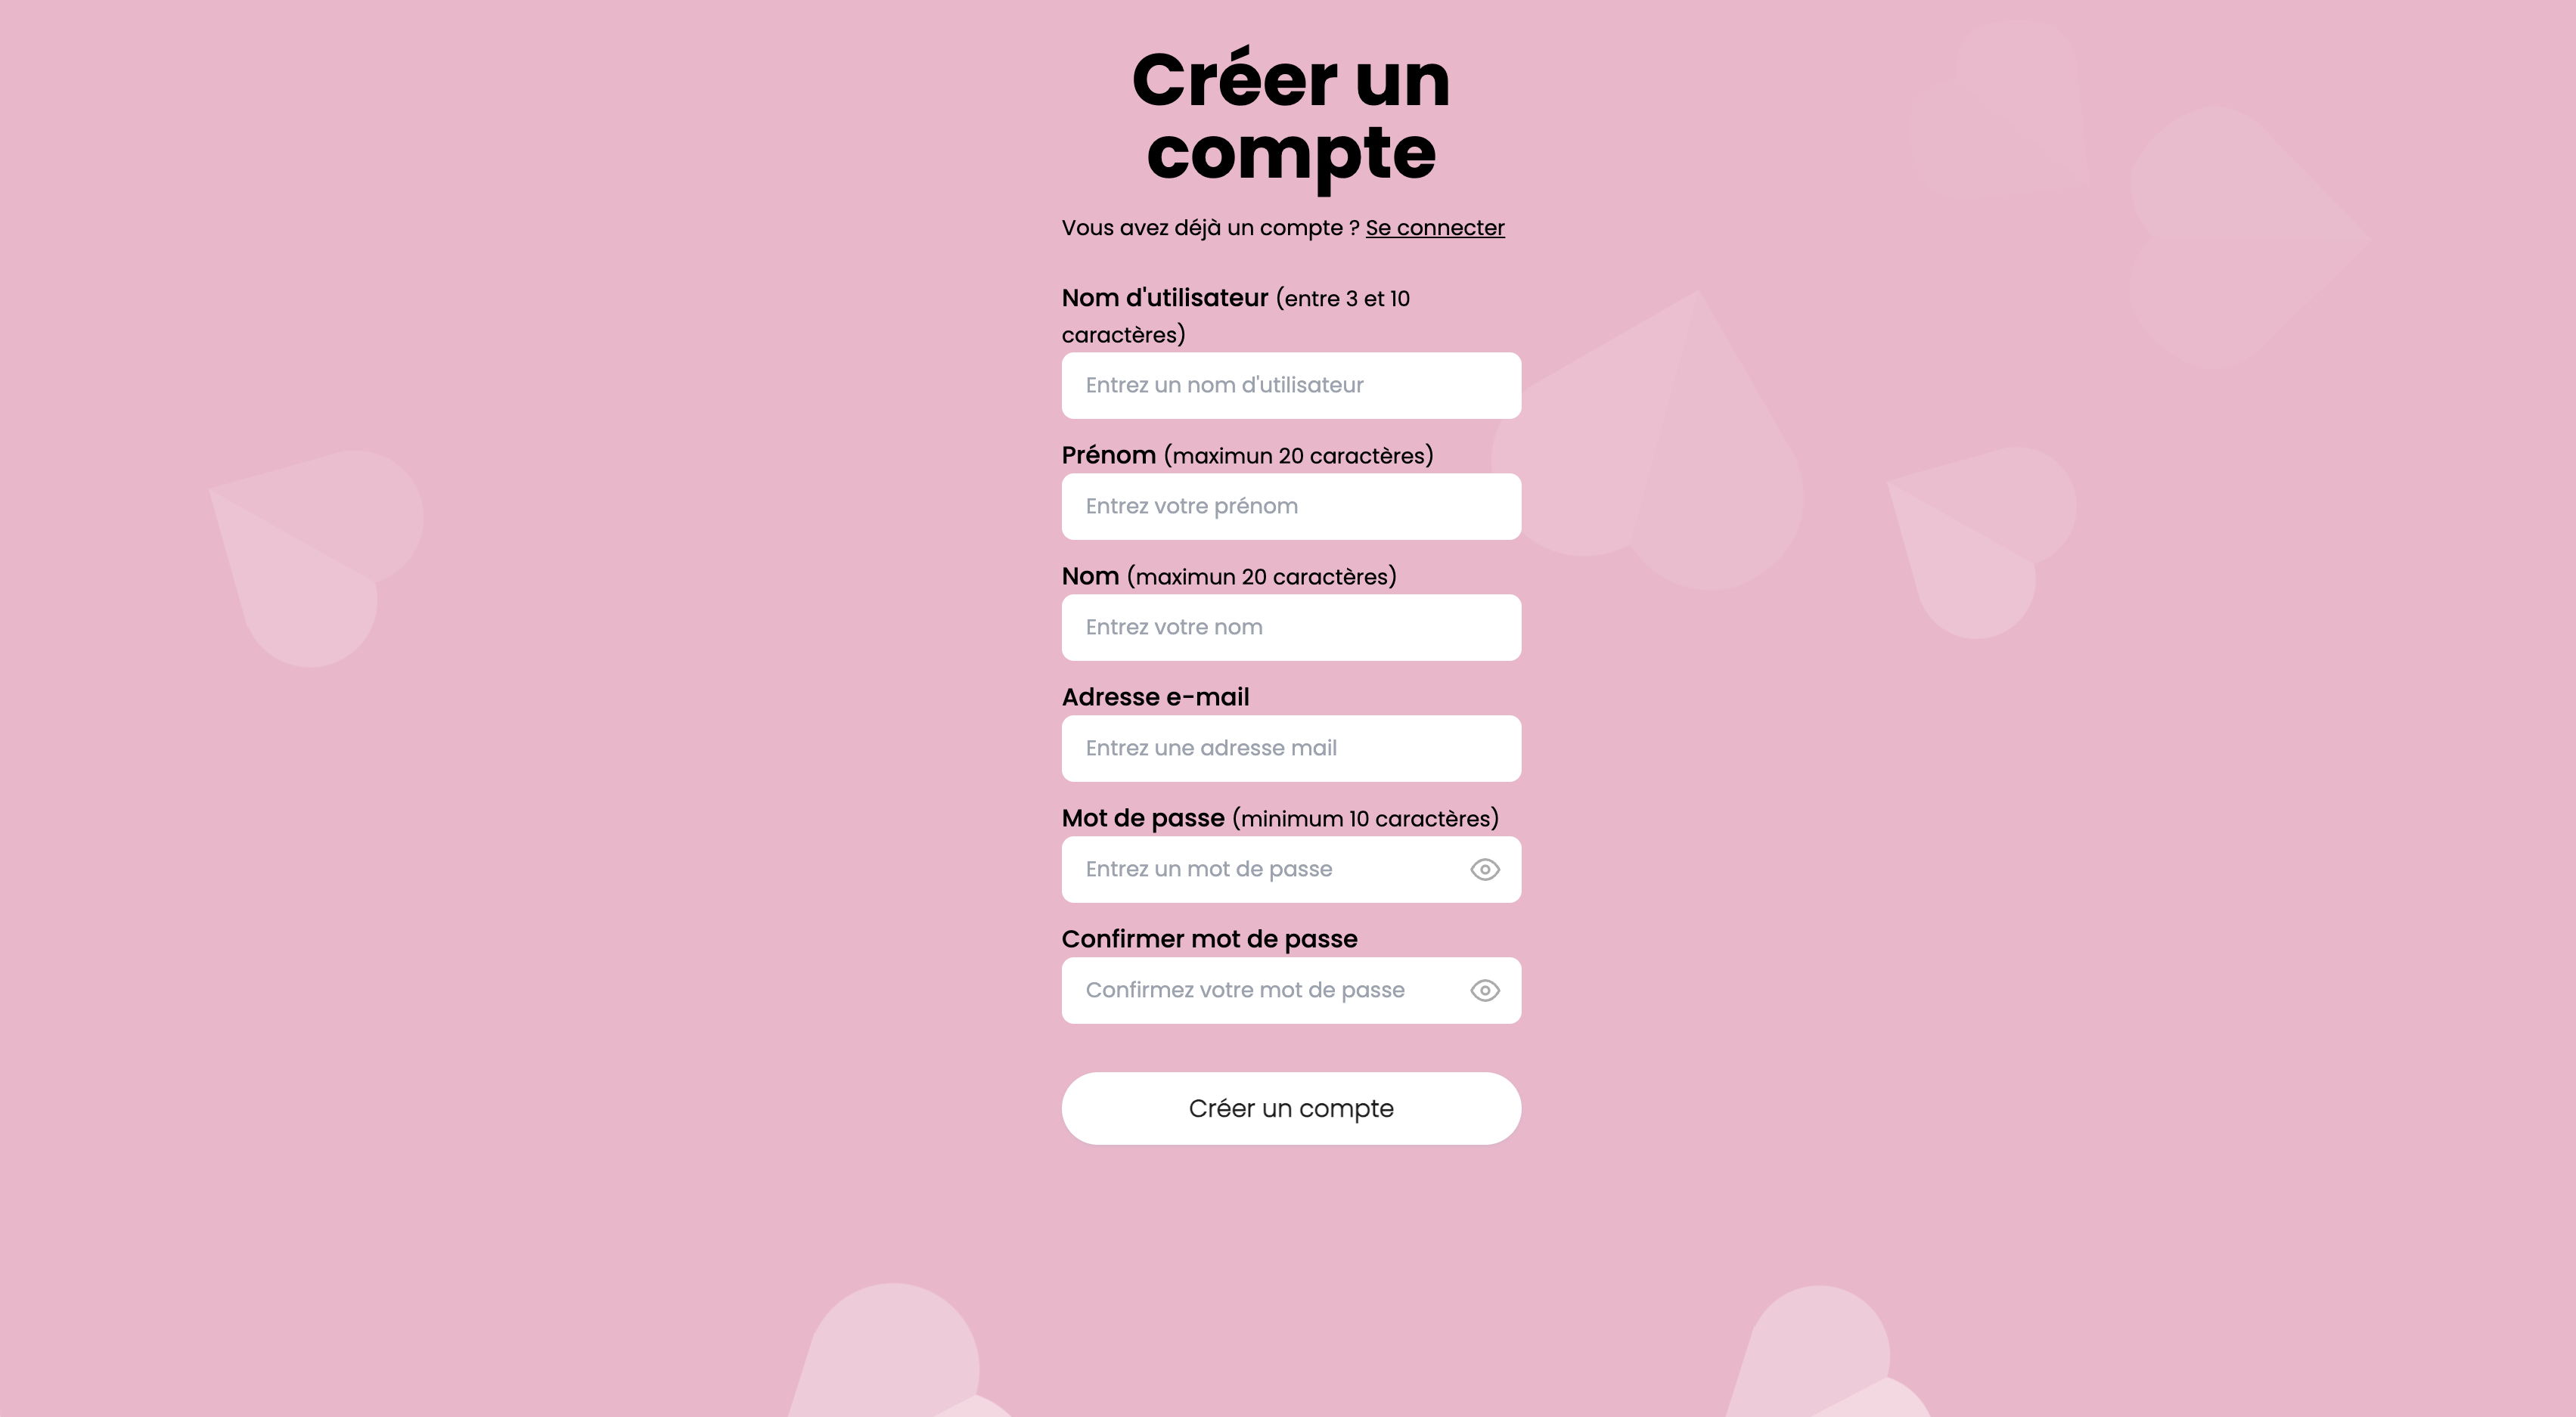 Créer un
compte
Vous avez déjà un compte ? Se connecter
Nom d'utilisateur (entre 3 et 10
caractères)
Entrez un nom d'utilisateur
Prénom (maximun 20 caractères)
Entrez votre prénom
Nom (maximun 20 caractères)
Entrez votre nom
Adresse e-mail
Entrez une adresse mail
Mot de passe (minimum 10 caractères)
Entrez un mot de passe
Confirmer mot de passe
Confirmez votre mot de passe
Créer un compte